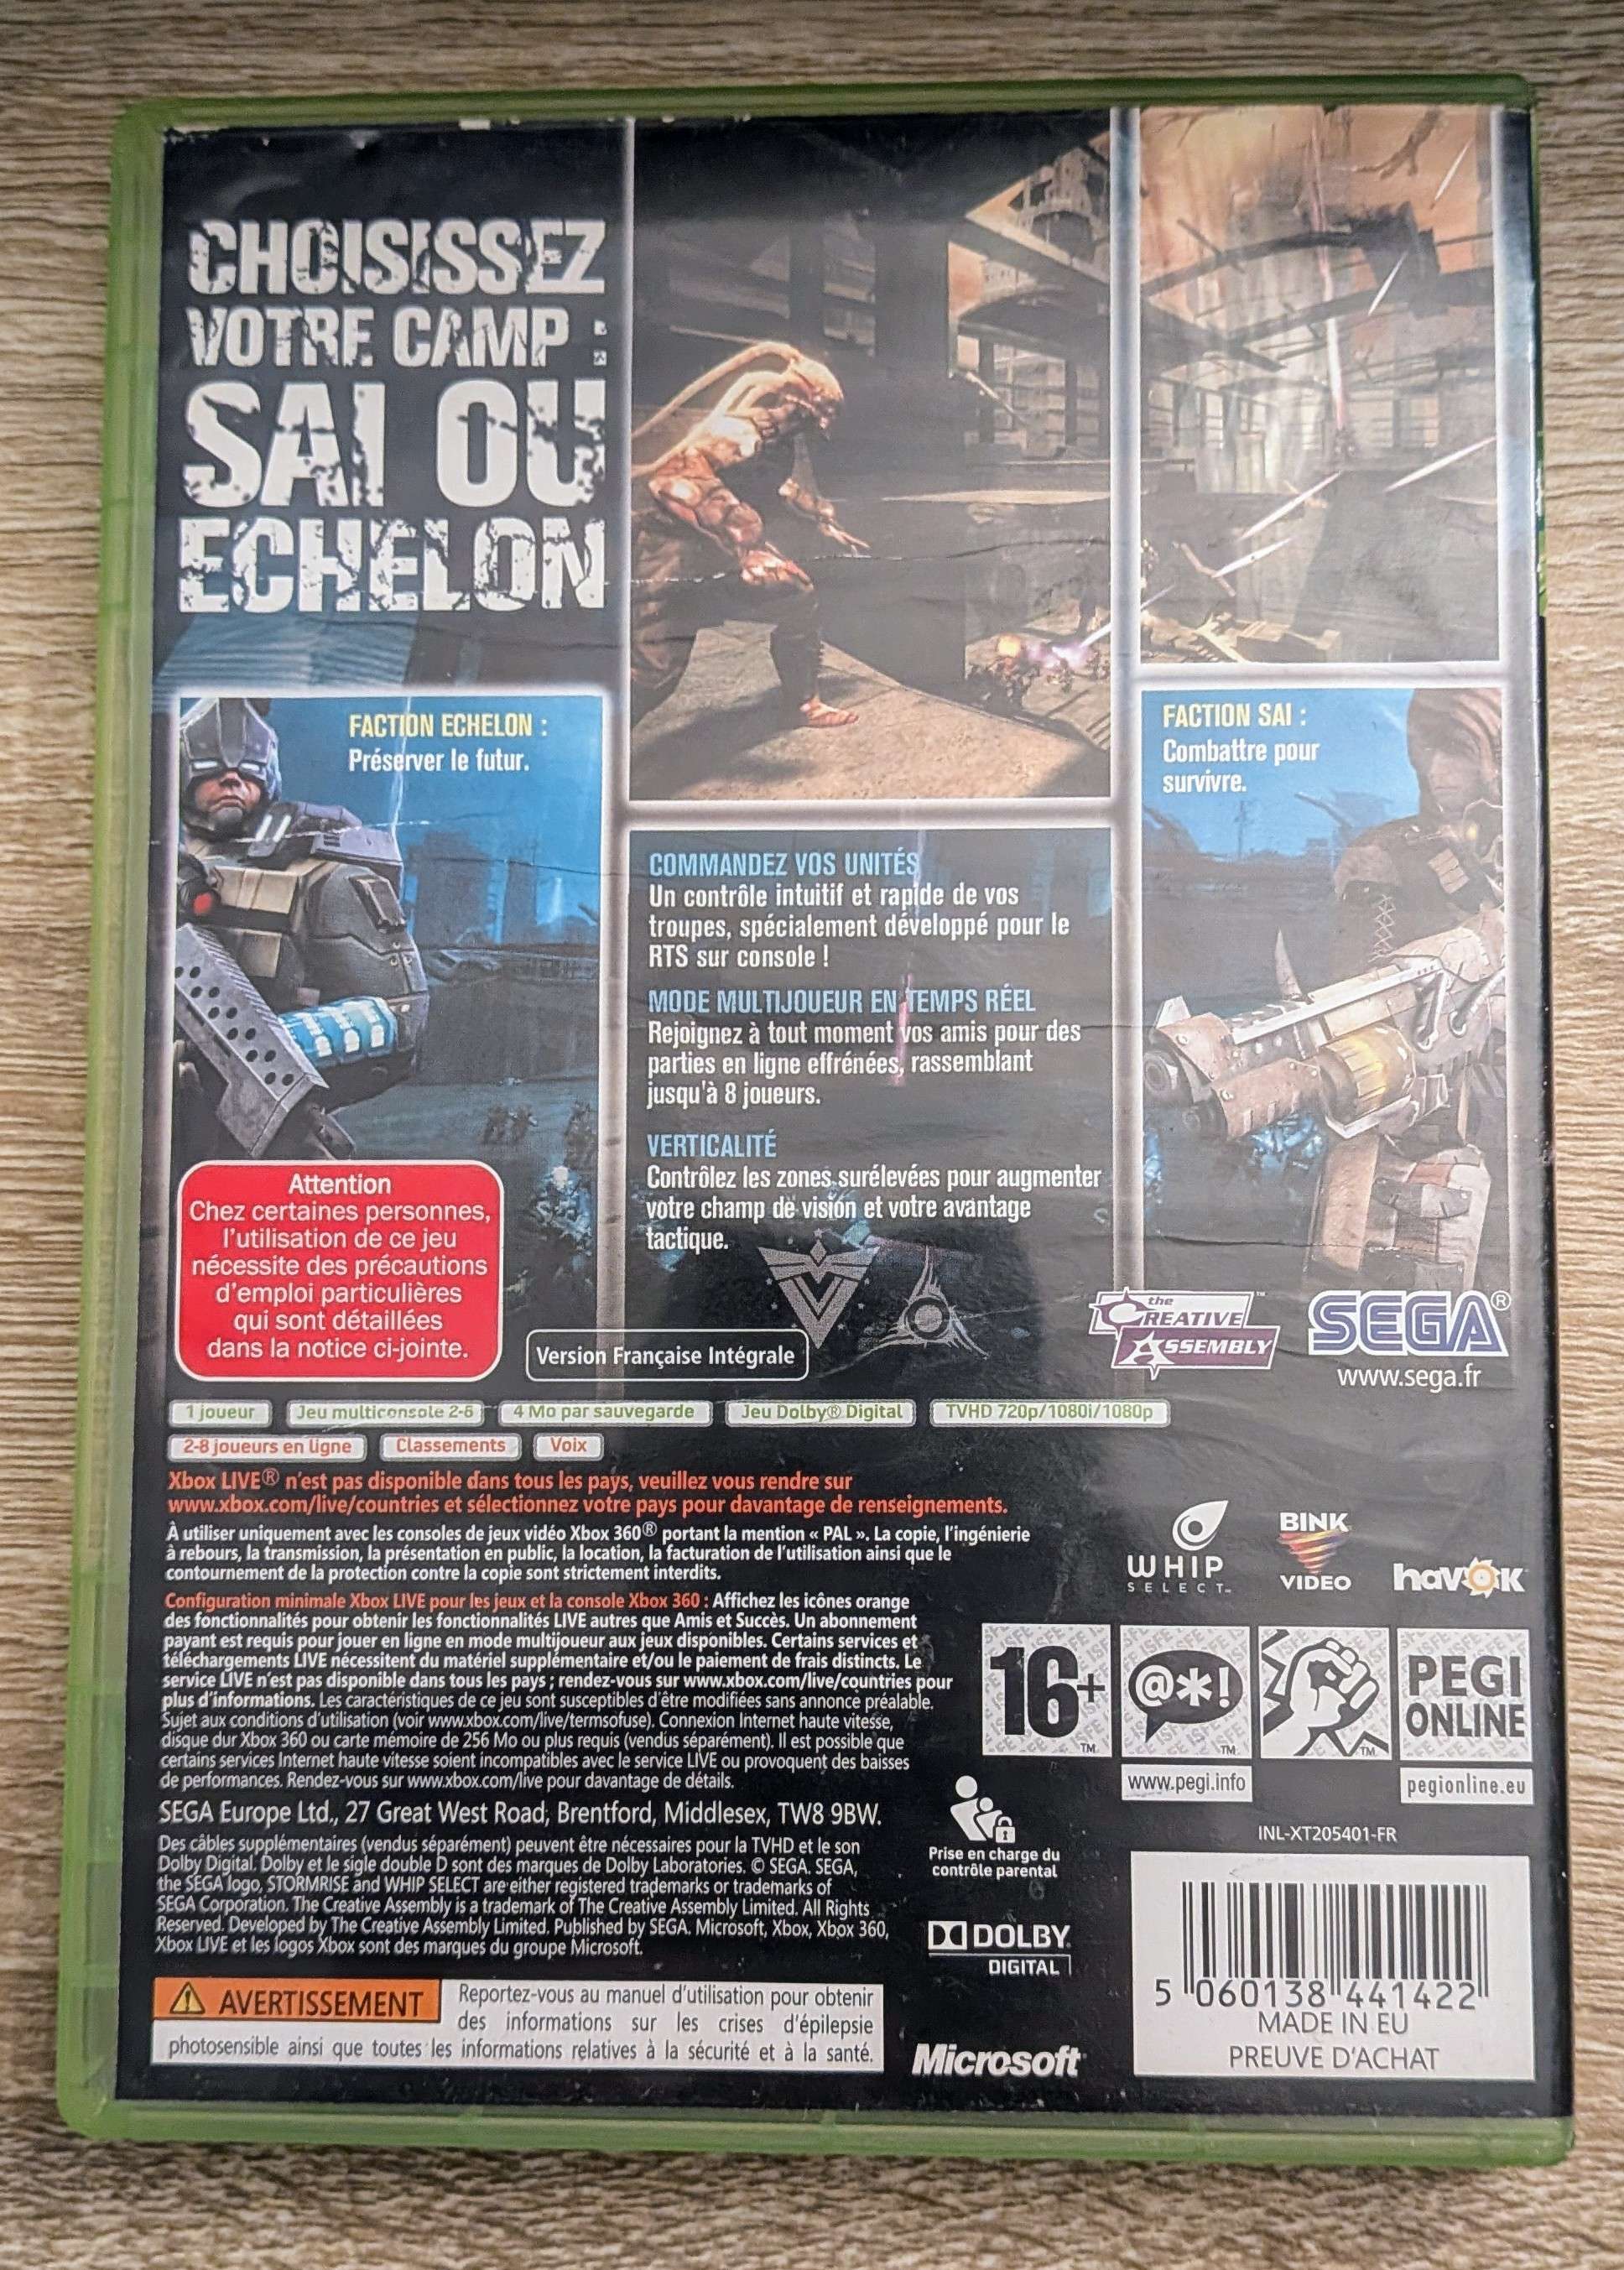 CHOISISSEZ
VOTRE CAMP :
SAI OU
ECHELON
FACTION ECHELON :
Préserver le futur.
FACTION SAI :
Combattre pour
survivre.
COMMANDEZ VOS UNITÉS
Un contrôle intuitif et rapide de vos
troupes, spécialement développé pour le
RTS sur console !
MODE MULTIJOUEUR EN TEMPS RÉEL
Rejoignez à tout moment vos amis pour des
parties en ligne effrénées, rassemblant
jusqu'à 8 joueurs.
VERTICALITÉ
Contrôlez les zones surélevées pour augmenter
votre champ de vision et votre avantage
tactique.
Attention
Chez certaines personnes,
l'utilisation de ce jeu
nécessite des précautions
d'emploi particulières
qui sont détaillées
dans la notice ci-jointe.
Version Française Intégrale
the
CREATIVE™
ASSEMBLY
SEGA®
www.sega.fr
1 joueur
Jeu multiconsole 2-8
4 Mo par sauvegarde
Jeu Dolby® Digital
TVHD 720p/1080i/1080p
2-8 joueurs en ligne
Classements
Voix
Xbox LIVE® n'est pas disponible dans tous les pays, veuillez vous rendre sur
www.xbox.com/live/countries et sélectionnez votre pays pour davantage de renseignements.
À utiliser uniquement avec les consoles de jeux vidéo Xbox 360® portant la mention « PAL ». La copie, l'ingénierie
à rebours, la transmission, la présentation en public, la location, la facturation de l'utilisation ainsi que le
contournement de la protection contre la copie sont strictement interdits.
Configuration minimale Xbox LIVE pour les jeux et la console Xbox 360 : Affichez les icônes orange
des fonctionnalités pour obtenir les fonctionnalités LIVE autres que Amis et Succès. Un abonnement
payant est requis pour jouer en ligne en mode multijoueur aux jeux disponibles. Certains services et
téléchargements LIVE nécessitent du matériel supplémentaire et/ou le paiement de frais distincts. Le
service LIVE n'est pas disponible dans tous les pays ; rendez-vous sur www.xbox.com/live/countries pour
plus d'informations. Les caractéristiques de ce jeu sont susceptibles d'être modifiées sans annonce préalable.
Sujet aux conditions d'utilisation (voir www.xbox.com/live/termsofuse). Connexion Internet haute vitesse,
disque dur Xbox 360 ou carte mémoire de 256 Mo ou plus requis (vendus séparément). Il est possible que
certains services Internet haute vitesse soient incompatibles avec le service LIVE ou provoquent des baisses
de performances. Rendez-vous sur www.xbox.com/live pour davantage de détails.
SEGA Europe Ltd., 27 Great West Road, Brentford, Middlesex, TW8 9BW.
Des câbles supplémentaires (vendus séparément) peuvent être nécessaires pour la TVHD et le son
Dolby Digital. Dolby et le sigle double D sont des marques de Dolby Laboratories. © SEGA. SEGA,
the SEGA logo, STORMRISE and WHIP SELECT are either registered trademarks or trademarks of
SEGA Corporation. The Creative Assembly is a trademark of The Creative Assembly Limited. All Rights
Reserved. Developed by The Creative Assembly Limited. Published by SEGA. Microsoft, Xbox, Xbox 360,
Xbox LIVE et les logos Xbox sont des marques du groupe Microsoft.
WHIP
SELECT™
BINK
VIDEO
havok
16+
TM
@*!
TM
TM
PEGI
ONLINE
www.pegi.info
pegionline.eu
Prise en charge du
contrôle parental
INL-XT205401-FR
DOLBY
DIGITAL
5 060138 441422
MADE IN EU
PREUVE D'ACHAT
AVERTISSEMENT
Reportez-vous au manuel d'utilisation pour obtenir
des informations sur les crises d'épilepsie
photosensible ainsi que toutes les informations relatives à la sécurité et à la santé.
Microsoft